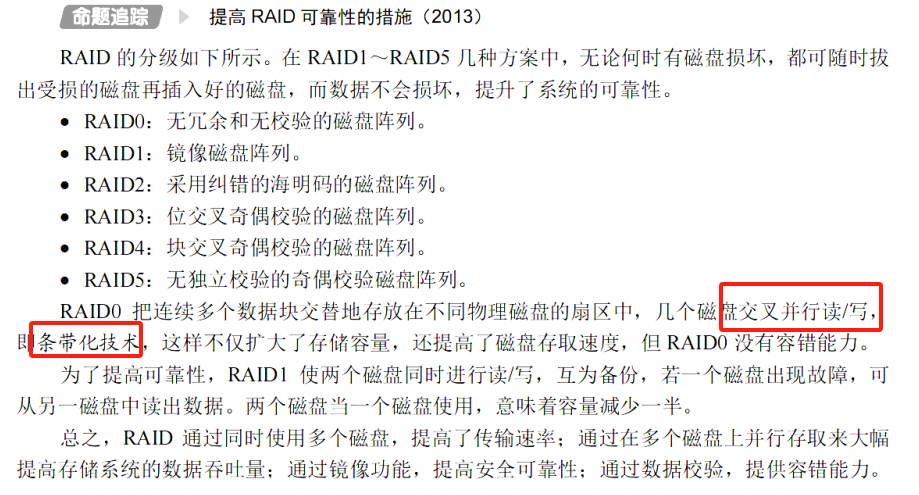 命题追踪 提高 RAID 可靠性的措施（2013）
RAID 的分级如下所示。在 RAID1～RAID5 几种方案中，无论何时有磁盘损坏，都可随时拔
出受损的磁盘再插入好的磁盘，而数据不会损坏，提升了系统的可靠性。
● RAID0：无冗余和无校验的磁盘阵列。
● RAID1：镜像磁盘阵列。
● RAID2：采用纠错的海明码的磁盘阵列。
● RAID3：位交叉奇偶校验的磁盘阵列。
● RAID4：块交叉奇偶校验的磁盘阵列。
● RAID5：无独立校验的奇偶校验磁盘阵列。
RAID0 把连续多个数据块交替地存放在不同物理磁盘的扇区中，几个磁盘交叉并行读/写，
即条带化技术，这样不仅扩大了存储容量，还提高了磁盘存取速度，但 RAID0 没有容错能力。
为了提高可靠性，RAID1 使两个磁盘同时进行读/写，互为备份，若一个磁盘出现故障，可
从另一磁盘中读出数据。两个磁盘当一个磁盘使用，意味着容量减少一半。
总之，RAID 通过同时使用多个磁盘，提高了传输速率；通过在多个磁盘上并行存取来大幅
提高存储系统的数据吞吐量；通过镜像功能，提高安全可靠性；通过数据校验，提供容错能力。